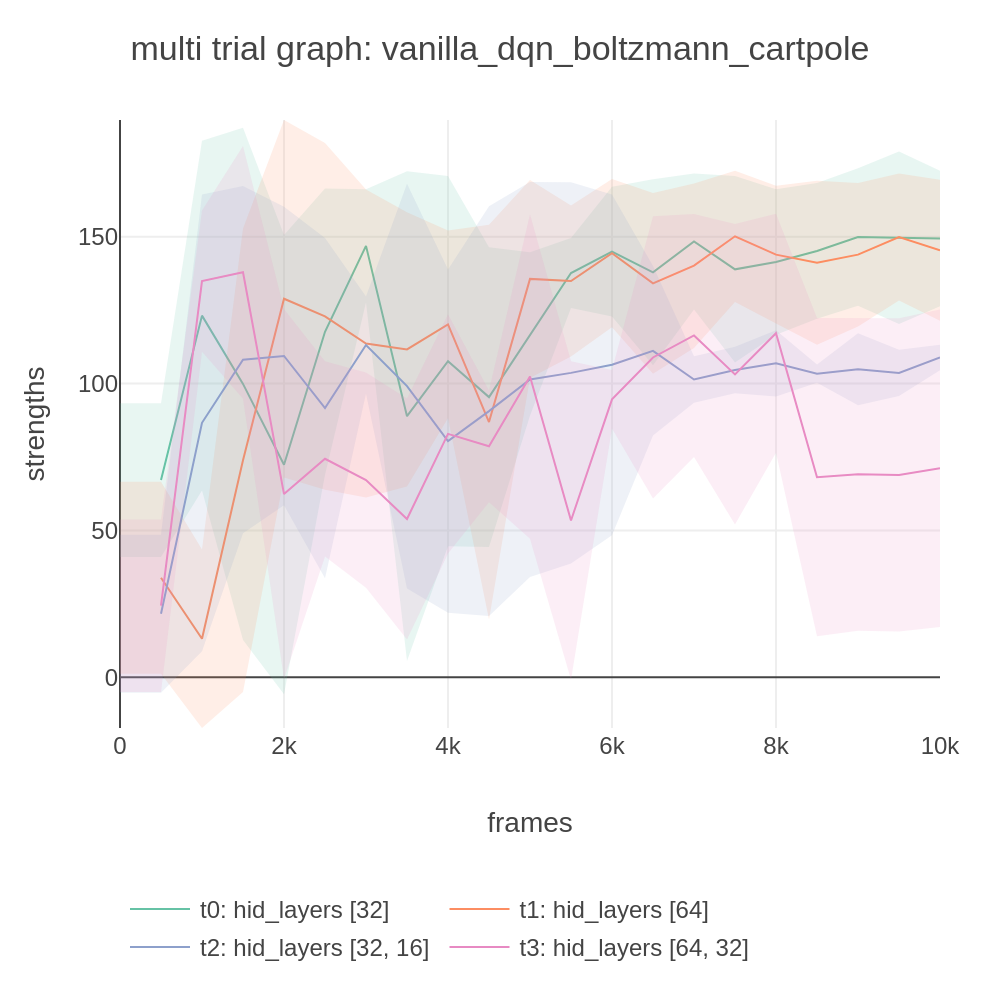 multi trial graph: vanilla_dqn_boltzmann_cartpole
150
100
50
0
strengths
0 2k 4k 6k 8k 10k
frames
t0: hid_layers [32] t1: hid_layers [64]
t2: hid_layers [32, 16] t3: hid_layers [64, 32]